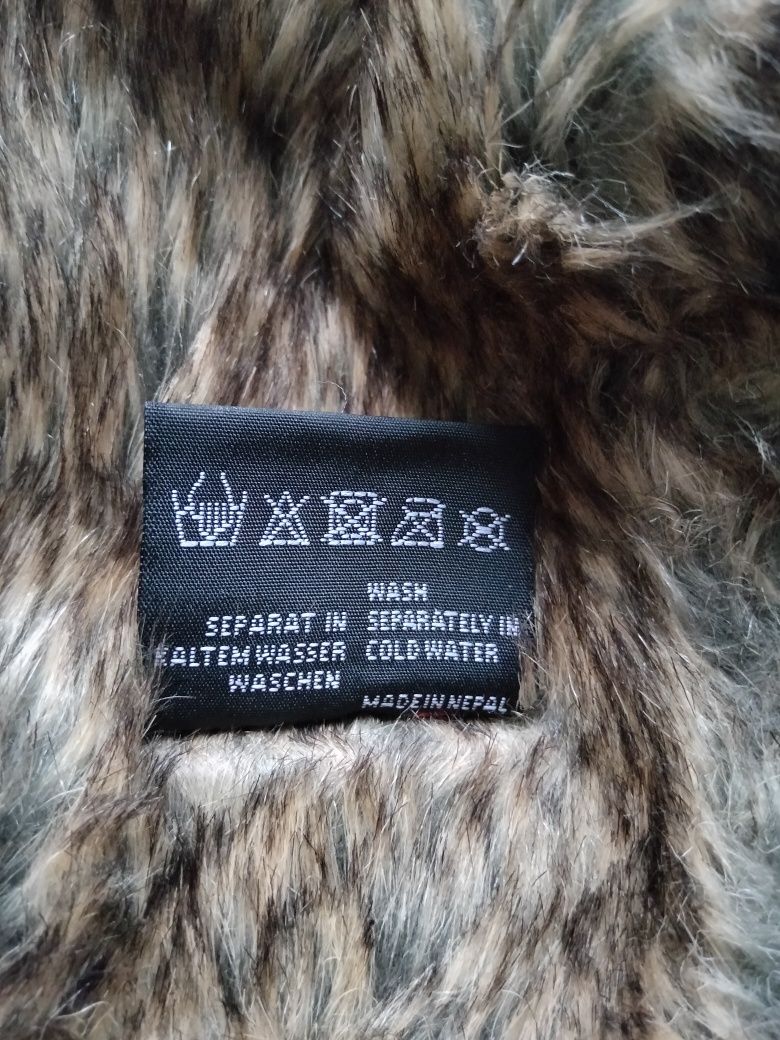 SEPARAT IN
KALTEM WASSER
WASCHEN
WASH
SEPARATELY IN
COLD WATER
MADE IN NEPAL